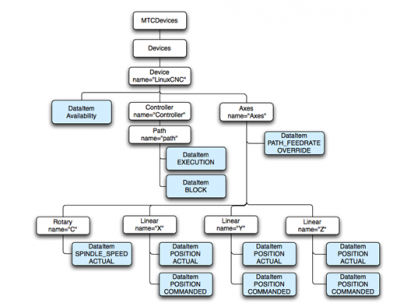 MTCDevices
Devices
Device
name="LinuxCNC"
DataItem
Availability
Controller
name="Controller"
Axes
name="Axes"
Path
name="path"
DataItem
PATH_FEEDRATE
OVERRIDE
DataItem
EXECUTION
DataItem
BLOCK
Rotary
name="C"
Linear
name="X"
Linear
name="Y"
Linear
name="Z"
DataItem
SPINDLE_SPEED
ACTUAL
DataItem
POSITION
ACTUAL
DataItem
POSITION
ACTUAL
DataItem
POSITION
ACTUAL
DataItem
POSITION
COMMANDED
DataItem
POSITION
COMMANDED
DataItem
POSITION
COMMANDED